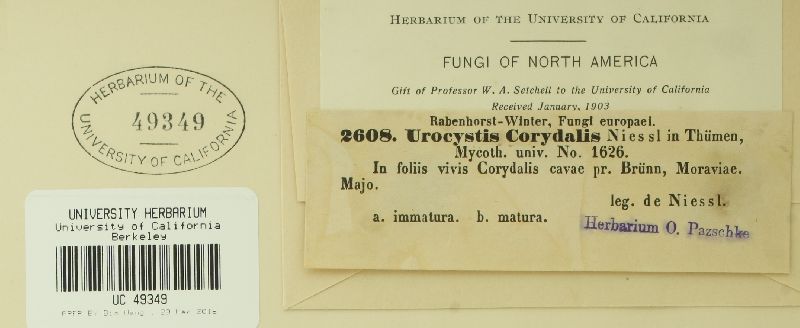 HERBARIUM OF THE
49349
UNIVERSITY OF CALIFORNIA
UNIVERSITY HERBARIUM
University of California
Berkeley
UC 49349
HERBARIUM OF THE UNIVERSITY OF CALIFORNIA
FUNGI OF NORTH AMERICA
Gift of Professor W. A. Setchell to the University of California
Received January, 1903
Rabenhorst-Winter, Fungi europaei.
2608. Urocystis Corydalis Niessl in Thümen,
Mycoth. univ. No. 1626.
In foliis vivis Corydalis cavae pr. Brünn, Moraviae.
Majo.
leg. de Niessl.
a. immatura. b. matura.
Herbarium O. Pazschke